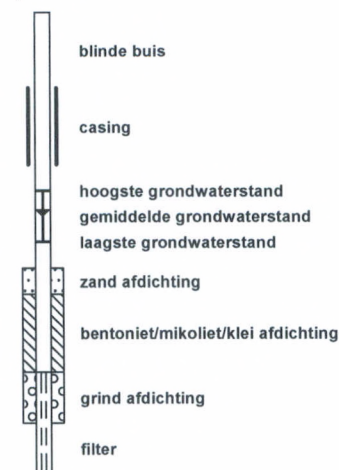 blinde buis
casing
hoogste grondwaterstand
gemiddelde grondwaterstand
laagste grondwaterstand
zand afdichting
bentoniet/mikoliet/klei afdichting
grind afdichting
filter